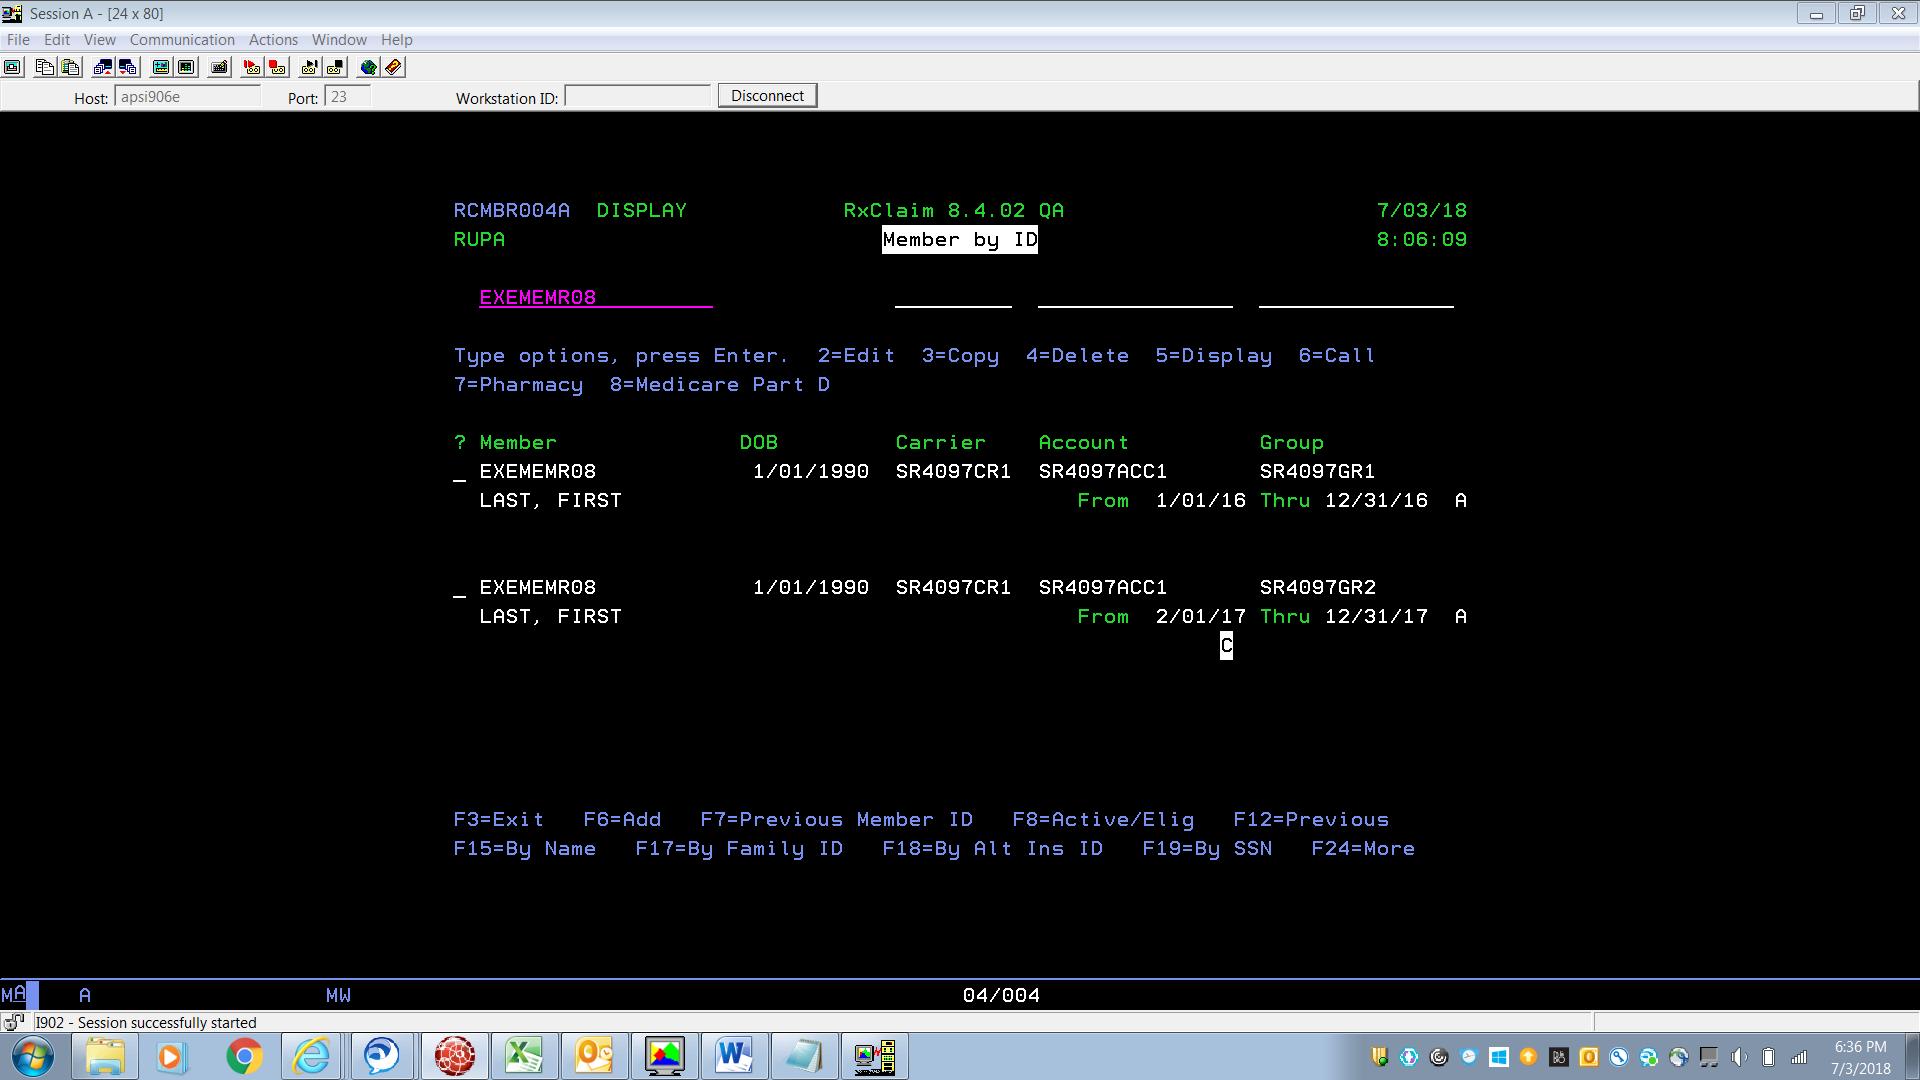 Session A - [24 x 80]
File Edit View Communication Actions Window Help
Host: apsi906e Port: 23 Workstation ID: Disconnect
RCMBR004A DISPLAY RxClaim 8.4.02 QA 7/03/18
RUPA Member by ID 8:06:09
EXEMEMR08
Type options, press Enter. 2=Edit 3=Copy 4=Delete 5=Display 6=Call
7=Pharmacy 8=Medicare Part D
? Member DOB Carrier Account Group
_ EXEMEMR08 1/01/1990 SR4097CR1 SR4097ACC1 SR4097GR1
LAST, FIRST From 1/01/16 Thru 12/31/16 A
_ EXEMEMR08 1/01/1990 SR4097CR1 SR4097ACC1 SR4097GR2
LAST, FIRST From 2/01/17 Thru 12/31/17 A
C
F3=Exit F6=Add F7=Previous Member ID F8=Active/Elig F12=Previous
F15=By Name F17=By Family ID F18=By Alt Ins ID F19=By SSN F24=More
MA A MW 04/004
I902 - Session successfully started
6:36 PM
7/3/2018